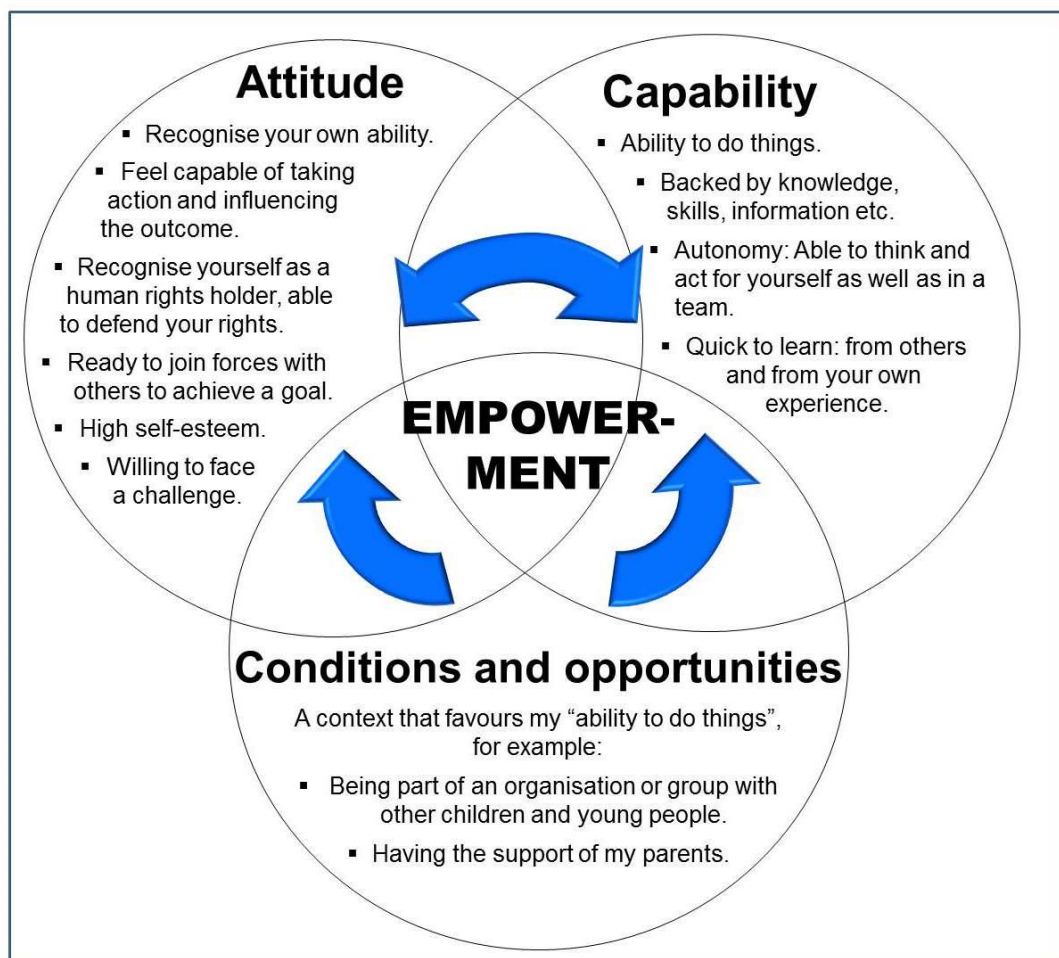 Attitude
▪ Recognise your own ability.
▪ Feel capable of taking
action and influencing
the outcome.
▪ Recognise yourself as a
human rights holder, able
to defend your rights.
▪ Ready to join forces with
others to achieve a goal.
▪ High self-esteem.
▪ Willing to face
a challenge.
Capability
▪ Ability to do things.
▪ Backed by knowledge,
skills, information etc.
▪ Autonomy: Able to think and
act for yourself as well as in a
team.
▪ Quick to learn: from others
and from your own
experience.
EMPOWER-
MENT
Conditions and opportunities
A context that favours my “ability to do things”,
for example:
▪ Being part of an organisation or group with
other children and young people.
▪ Having the support of my parents.